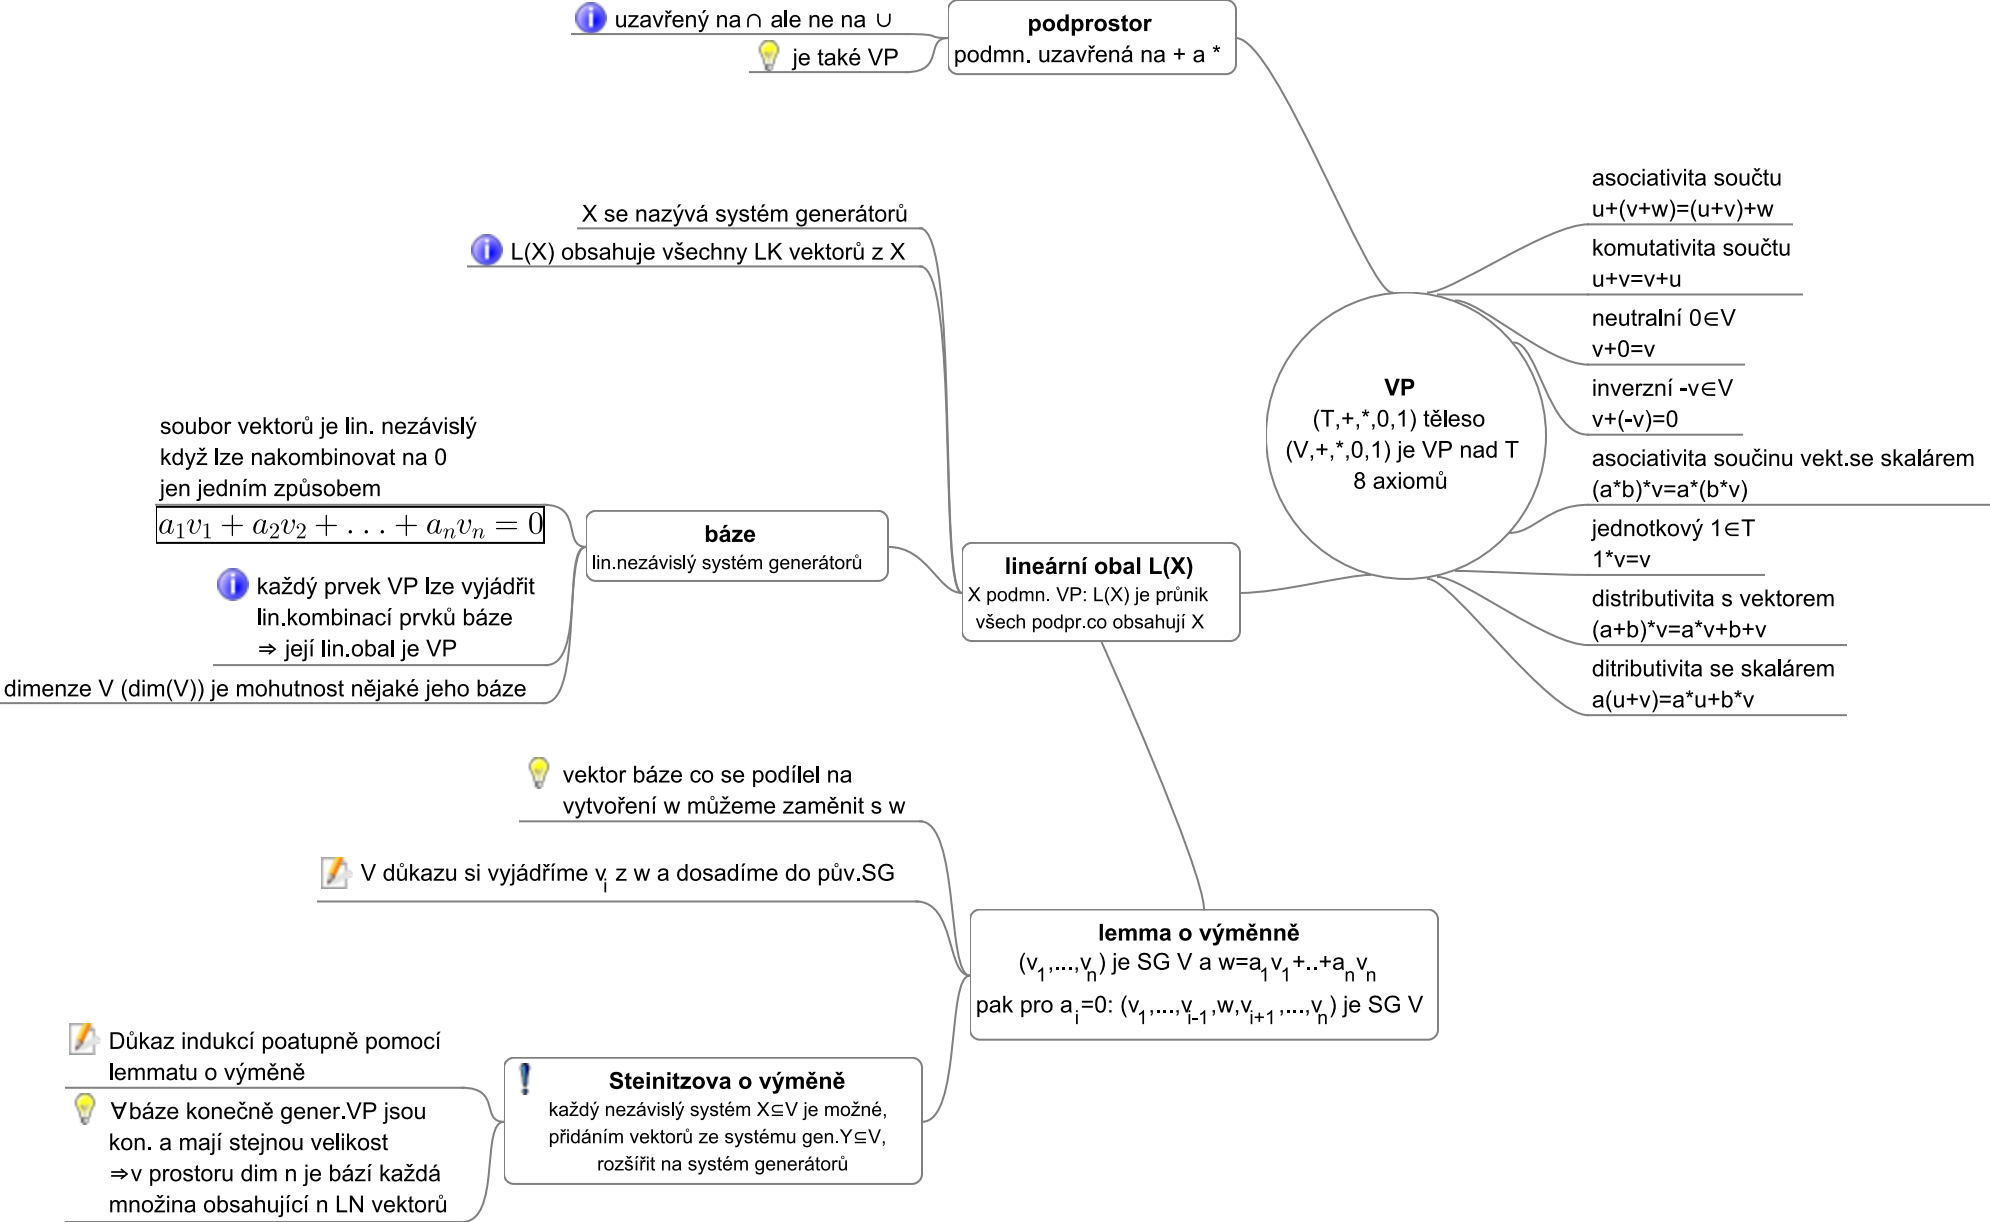 uzavřený na ∩ ale ne na ∪
je také VP
podprostor
podmn. uzavřená na + a *
X se nazývá systém generátorů
L(X) obsahuje všechny LK vektorů z X
asociativita součtu
u+(v+w)=(u+v)+w
komutativita součtu
u+v=v+u
neutralní 0∈V
v+0=v
inverzní -v∈V
v+(-v)=0
asociativita součinu vekt.se skalárem
(a*b)*v=a*(b*v)
jednotkový 1∈T
1*v=v
distributivita s vektorem
(a+b)*v=a*v+b+v
ditributivita se skalárem
a(u+v)=a*u+b*v
VP
(T,+,*,0,1) těleso
(V,+,*,0,1) je VP nad T
8 axiomů
soubor vektorů je lin. nezávislý
když lze nakombinovat na 0
jen jedním způsobem
a₁v₁ + a₂v₂ + . . . + aₙvₙ = 0
každý prvek VP lze vyjádřit
lin.kombinací prvků báze
⇒ její lin.obal je VP
dimenze V (dim(V)) je mohutnost nějaké jeho báze
báze
lin.nezávislý systém generátorů
lineární obal L(X)
X podmn. VP: L(X) je průnik
všech podpr.co obsahují X
vektor báze co se podílel na
vytvoření w můžeme zaměnit s w
V důkazu si vyjádříme vᵢ z w a dosadíme do pův.SG
lemma o výměnně
(v₁,...,vₙ) je SG V a w=a₁v₁+..+aₙvₙ
pak pro aᵢ=0: (v₁,...,vᵢ₋₁,w,vᵢ₊₁,...,vₙ) je SG V
Důkaz indukcí poatupně pomocí
lemmatu o výměně
∀báze konečně gener.VP jsou
kon. a mají stejnou velikost
⇒v prostoru dim n je bází každá
množina obsahující n LN vektorů
Steinitzova o výměně
každý nezávislý systém X⊆V je možné,
přidáním vektorů ze systému gen.Y⊆V,
rozšířit na systém generátorů